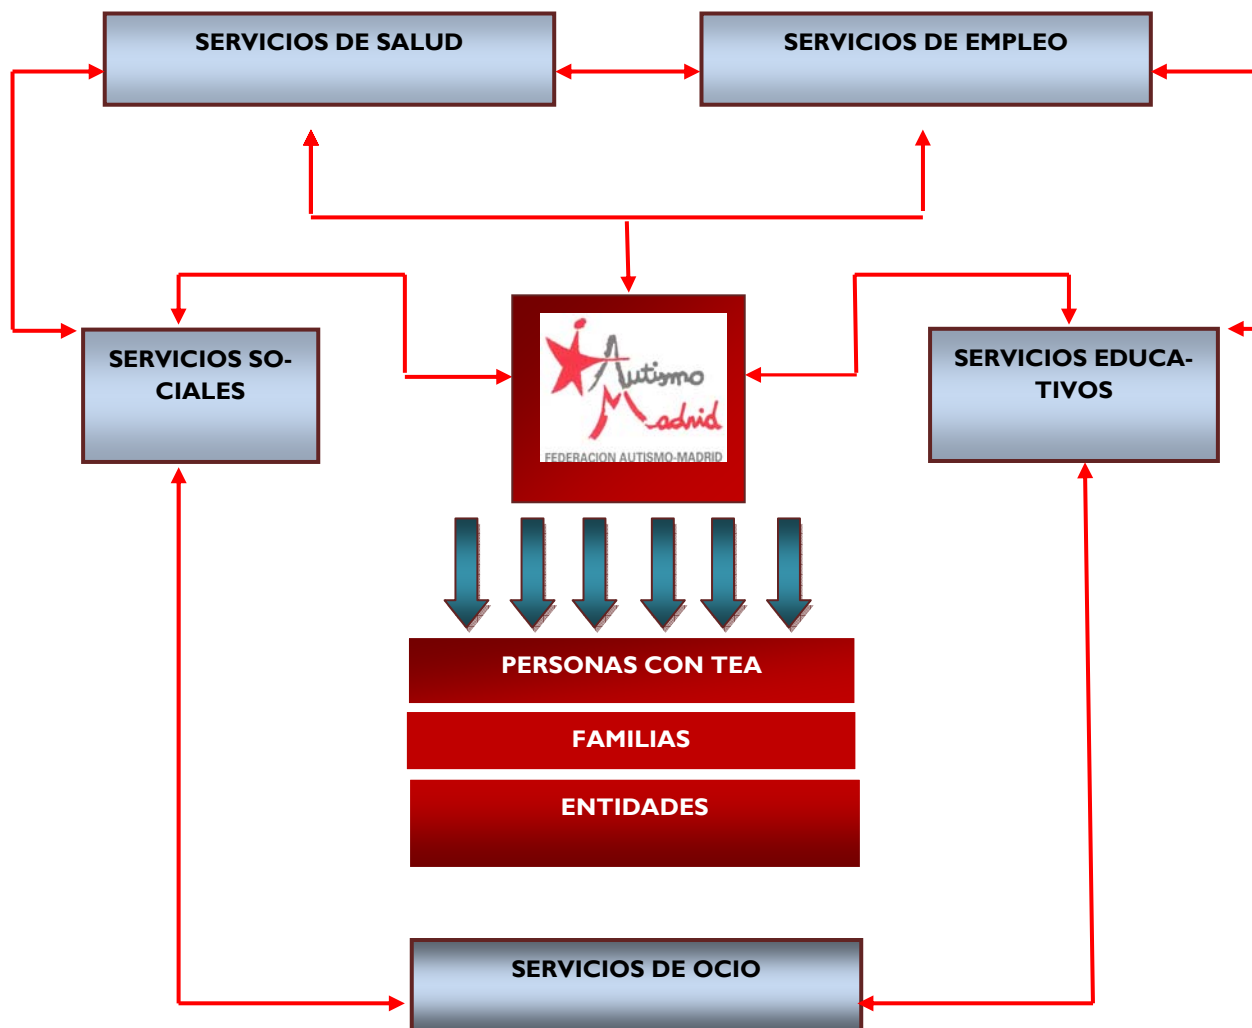 SERVICIOS DE SALUD
SERVICIOS DE EMPLEO
SERVICIOS SO-
CIALES
Autismo
Madrid
FEDERACION AUTISMO-MADRID
SERVICIOS EDUCA-
TIVOS
PERSONAS CON TEA
FAMILIAS
ENTIDADES
SERVICIOS DE OCIO